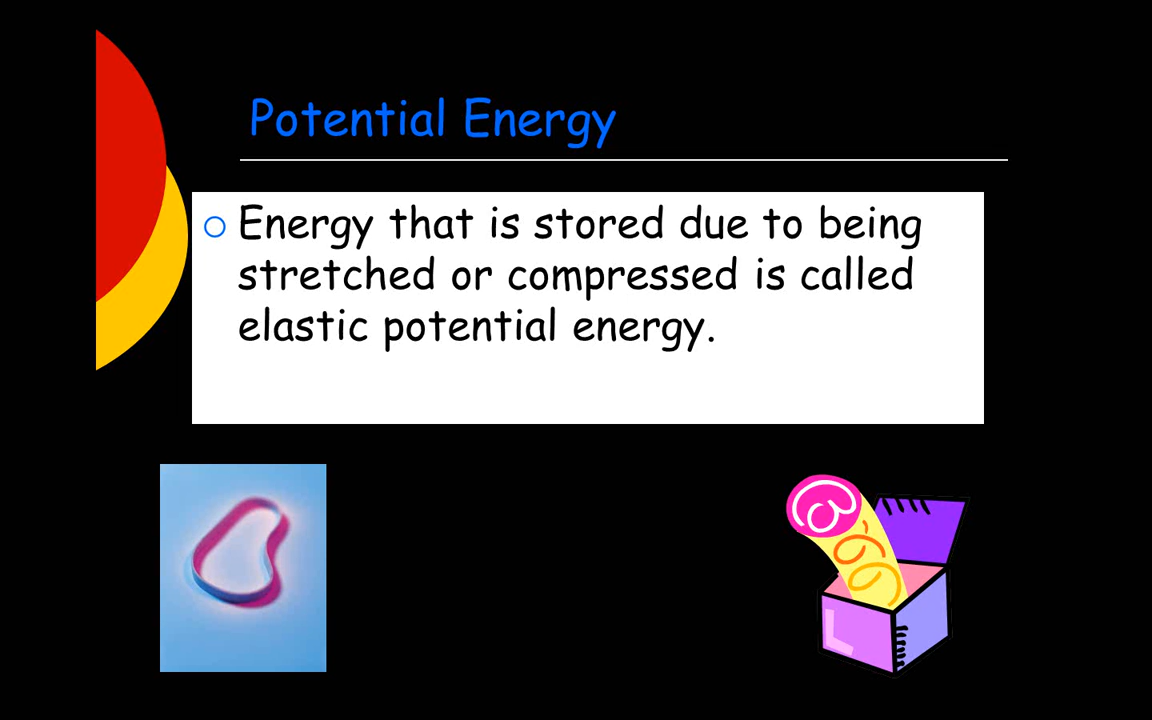 Potential Energy
Energy that is stored due to being
stretched or compressed is called
elastic potential energy.